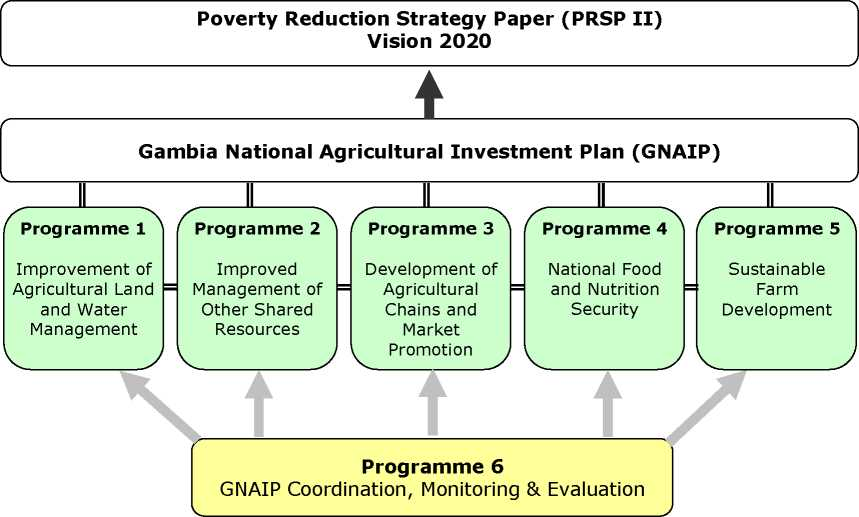 Poverty Reduction Strategy Paper (PRSP II)
Vision 2020
Gambia National Agricultural Investment Plan (GNAIP)
Programme 1
Improvement of
Agricultural Land
and Water
Management
Programme 2
Improved
Management of
Other Shared
Resources
Programme 3
Development of
Agricultural
Chains and
Market
Promotion
Programme 4
National Food
and Nutrition
Security
Programme 5
Sustainable
Farm
Development
Programme 6
GNAIP Coordination, Monitoring & Evaluation